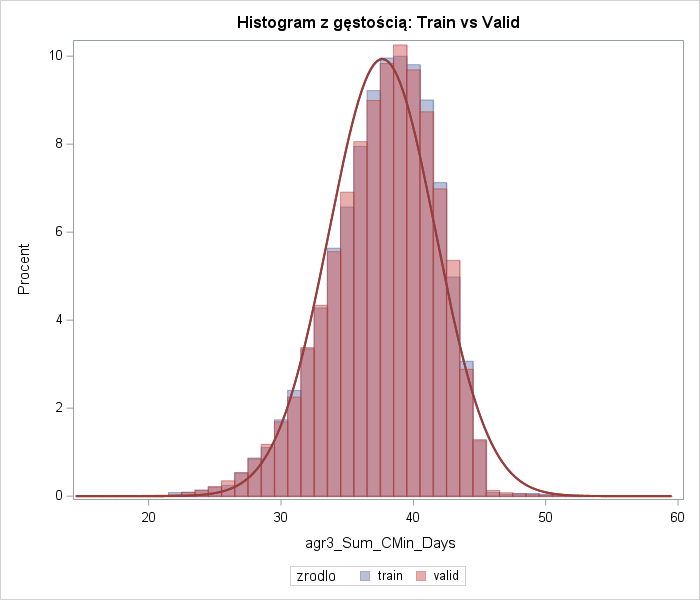 Histogram z gęstością: Train vs Valid
10
8
6
4
2
0
Procent
20 30 40 50 60
agr3_Sum_CMin_Days
zrodlo train valid